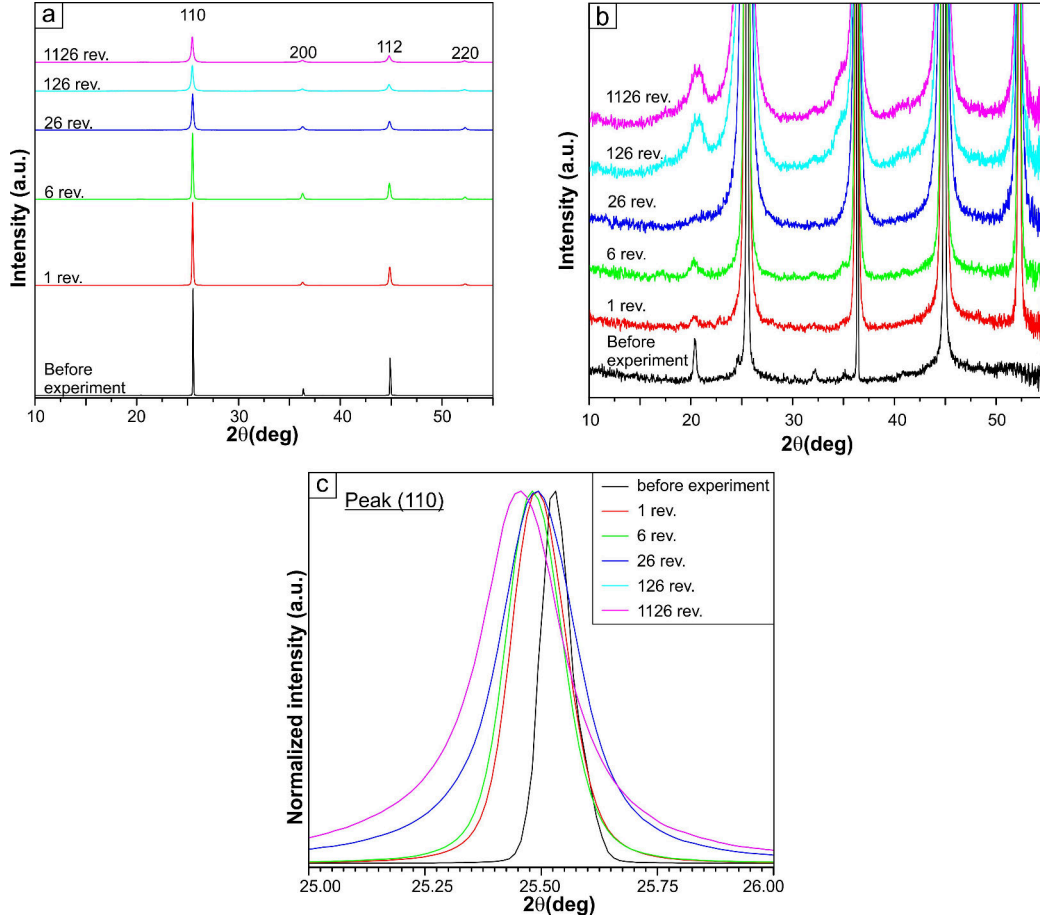 a
110
1126 rev.
200
112
220
126 rev.
26 rev.
6 rev.
1 rev.
Before
experiment
Intensity (a.u.)
10
20
30
40
50
2θ(deg)
b
1126 rev.
126 rev.
26 rev.
6 rev.
1 rev.
Before
experiment
Intensity (a.u.)
10
20
30
40
50
2θ(deg)
c
Peak (110)
before experiment
1 rev.
6 rev.
26 rev.
126 rev.
1126 rev.
Normalized intensity (a.u.)
25.00
25.25
25.50
25.75
26.00
2θ(deg)